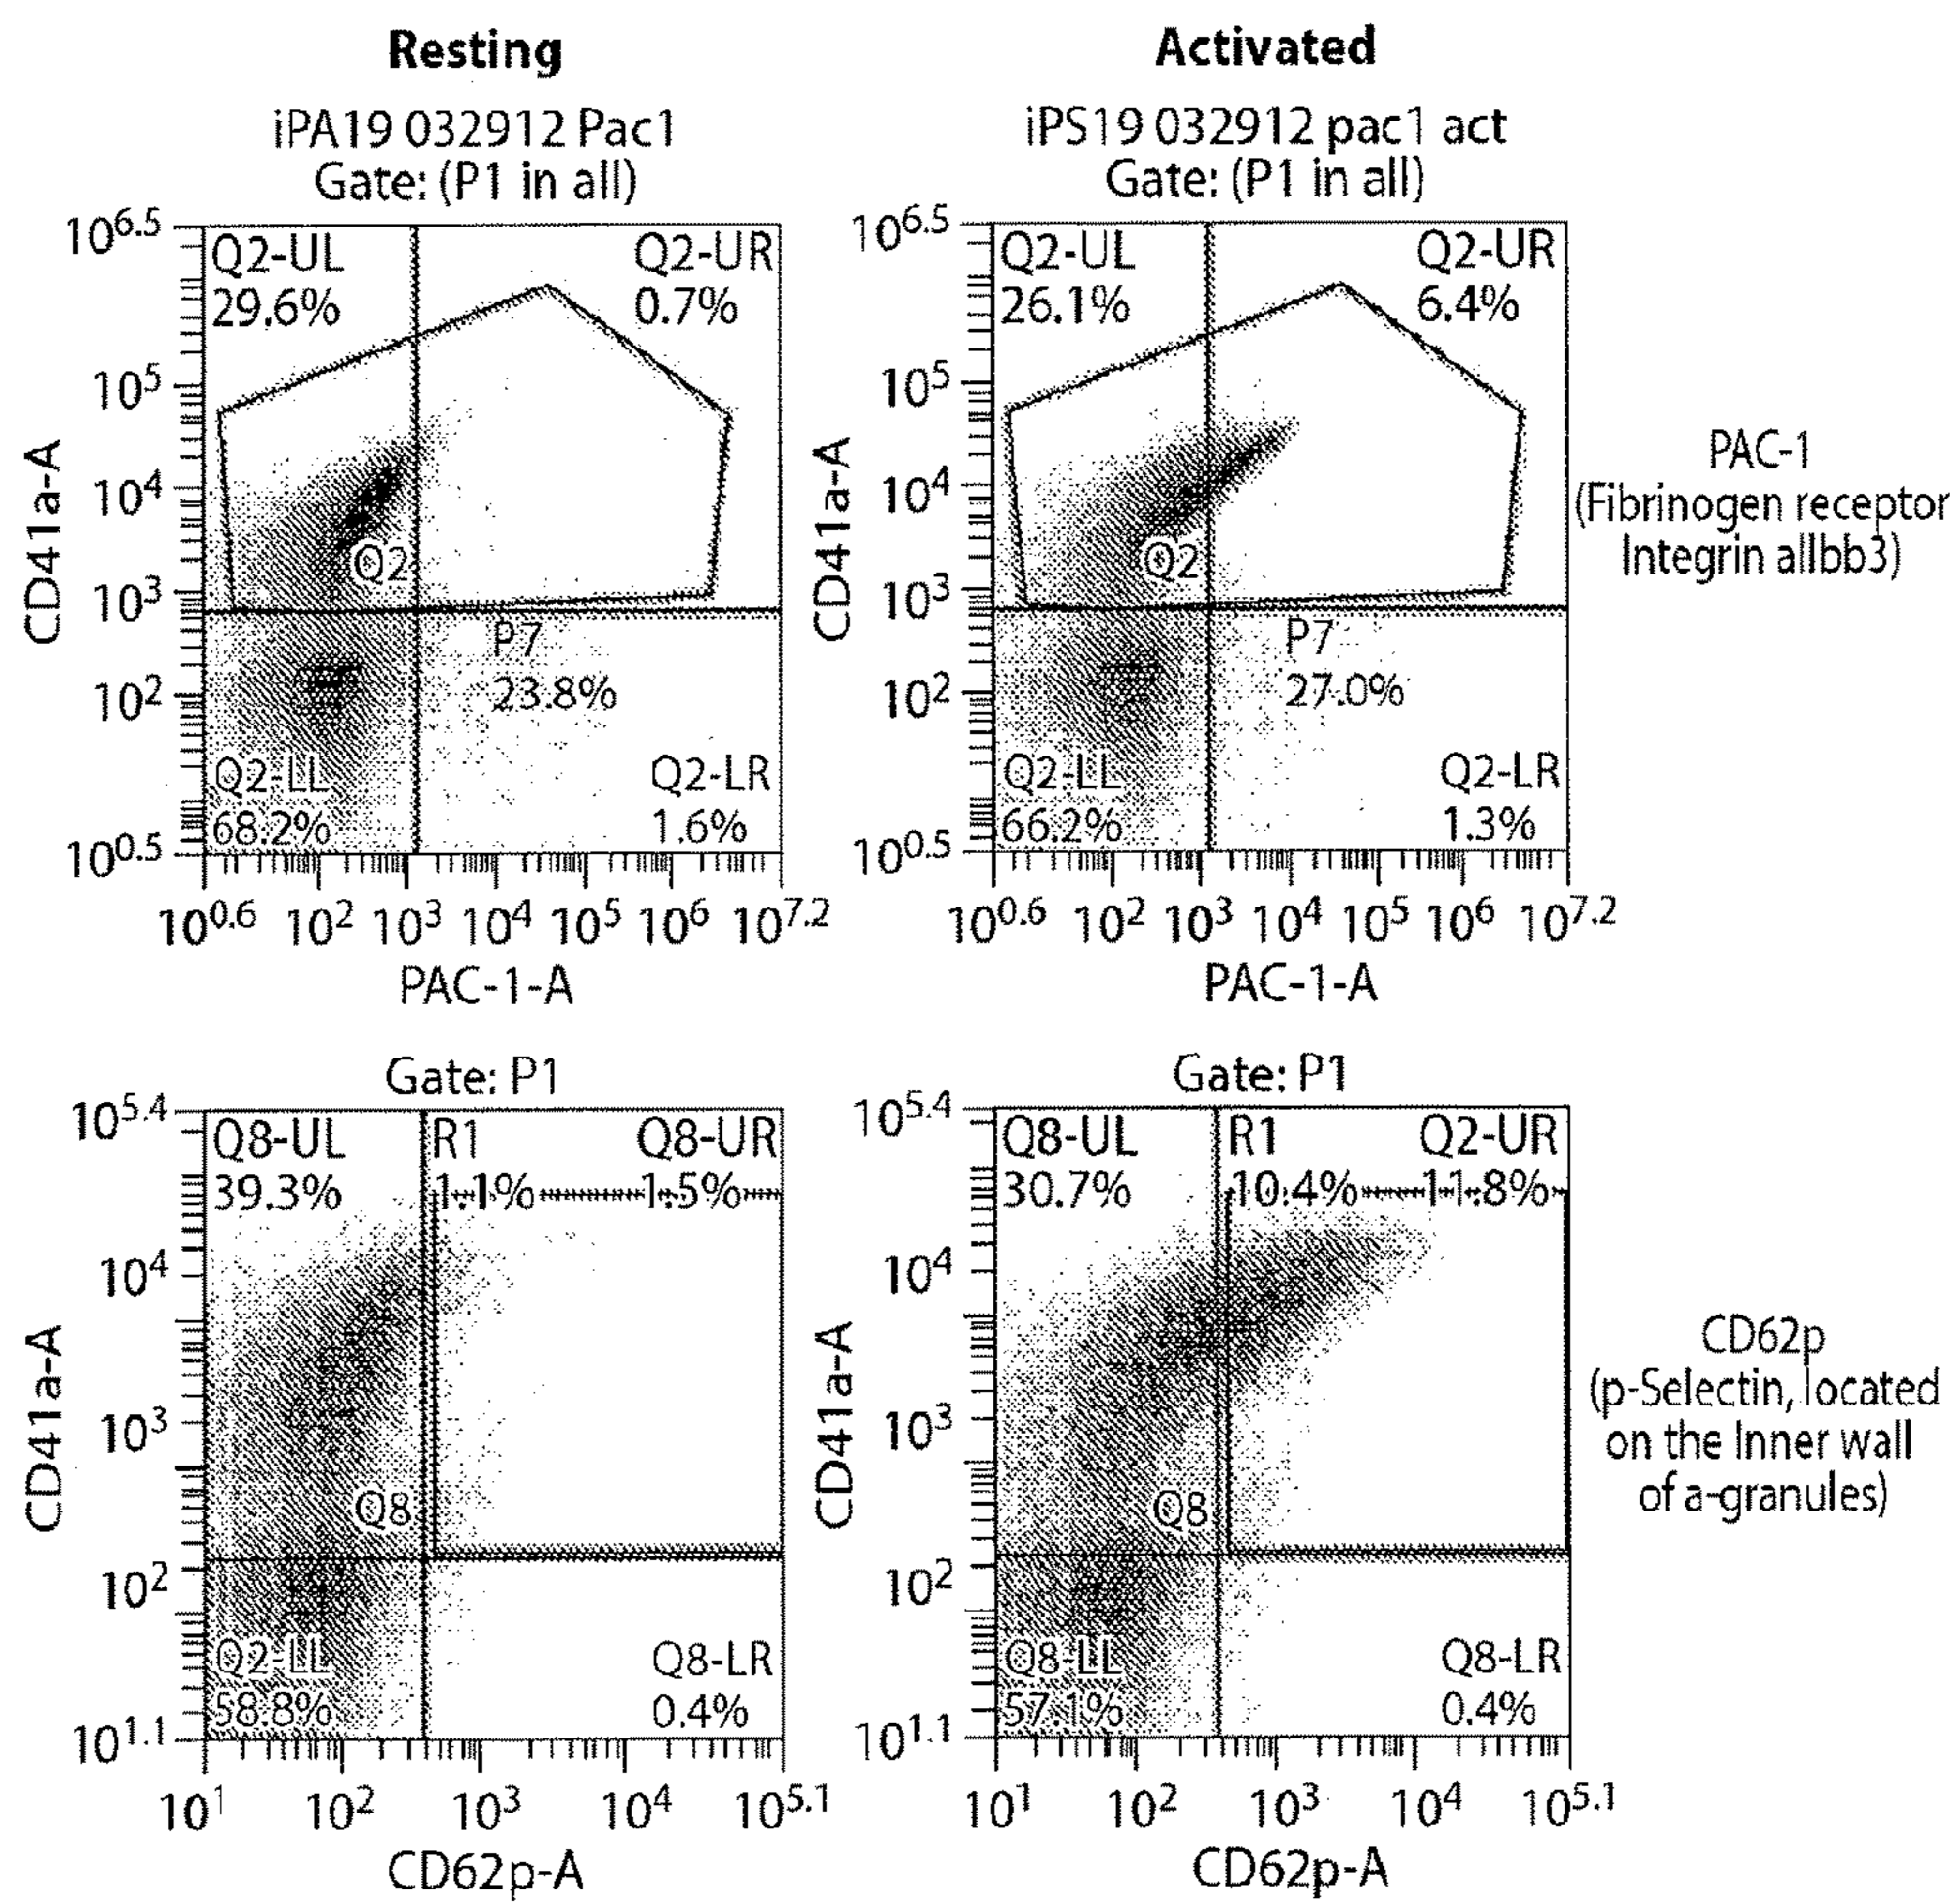 Resting
Activated
iPA19 032912 Pac1
Gate: (P1 in all)
iPS19 032912 pac1 act
Gate: (P1 in all)
10^6.5
10^5
10^4
10^3
10^2
10^0.5
CD41a-A
Q2-UL
29.6%
Q2-UR
0.7%
Q2
P7
23.8%
Q2-LL
68.2%
Q2-LR
1.6%
10^0.6 10^2 10^3 10^4 10^5 10^6 10^7.2
PAC-1-A
10^6.5
10^5
10^4
10^3
10^2
10^0.5
CD41a-A
Q2-UL
26.1%
Q2-UR
6.4%
Q2
P7
27.0%
Q2-LL
66.2%
Q2-LR
1.3%
10^0.6 10^2 10^3 10^4 10^5 10^6 10^7.2
PAC-1-A
PAC-1
(Fibrinogen receptor
Integrin allbb3)
Gate: P1
10^5.4
10^4
10^3
10^2
10^1.1
CD41a-A
Q8-UL
39.3%
R1
1.1%
Q8-UR
1.5%
Q8
Q2-LL
58.8%
Q8-LR
0.4%
10^1 10^2 10^3 10^4 10^5.1
CD62p-A
Gate: P1
10^5.4
10^4
10^3
10^2
10^1.1
CD41a-A
Q8-UL
30.7%
R1
10.4%
Q2-UR
11.8%
Q8
Q8-LL
57.1%
Q8-LR
0.4%
10^1 10^2 10^3 10^4 10^5.1
CD62p-A
CD62p
(p-Selectin, located
on the Inner wall
of a-granules)